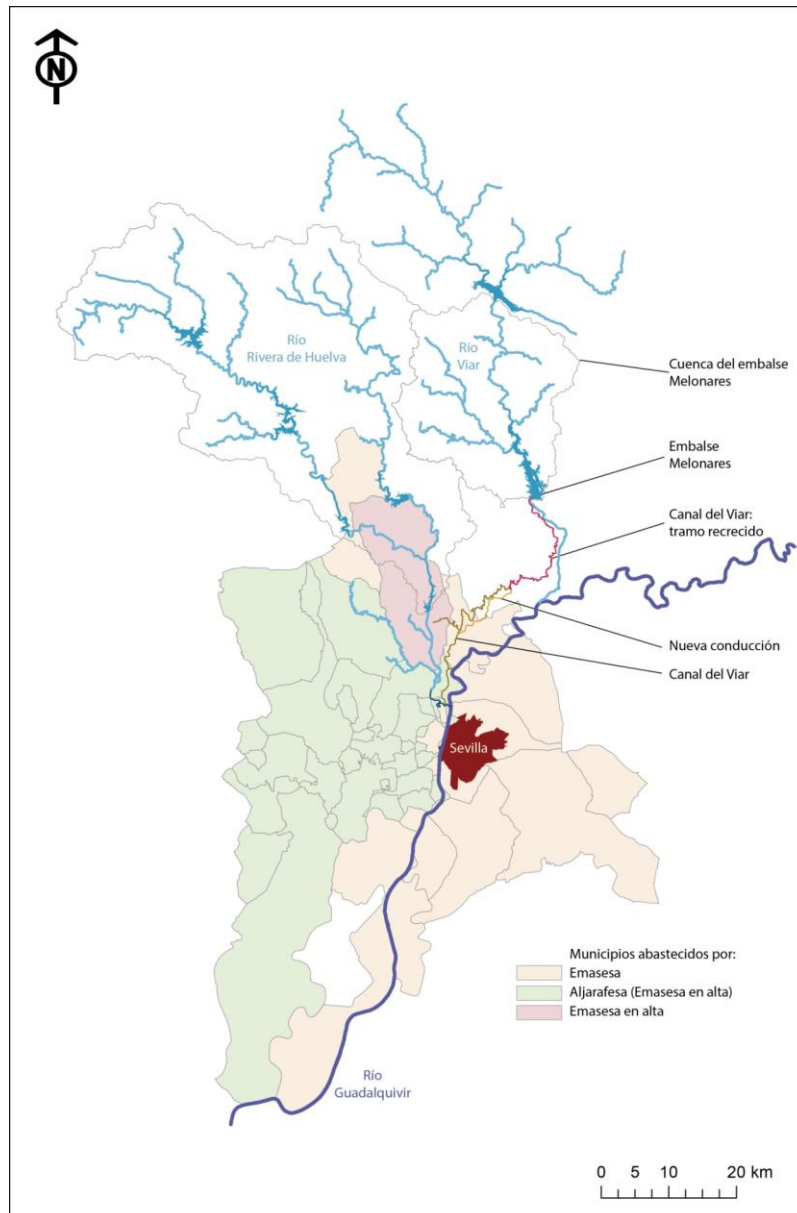 N
Río
Rivera de Huelva
Río
Viar
Cuenca del embalse
Melonares
Embalse
Melonares
Canal del Viar:
tramo recrecido
Nueva conducción
Canal del Viar
Sevilla
Municipios abastecidos por:
Emasesa
Aljarafesa (Emasesa en alta)
Emasesa en alta
Río
Guadalquivir
0 5 10 20 km